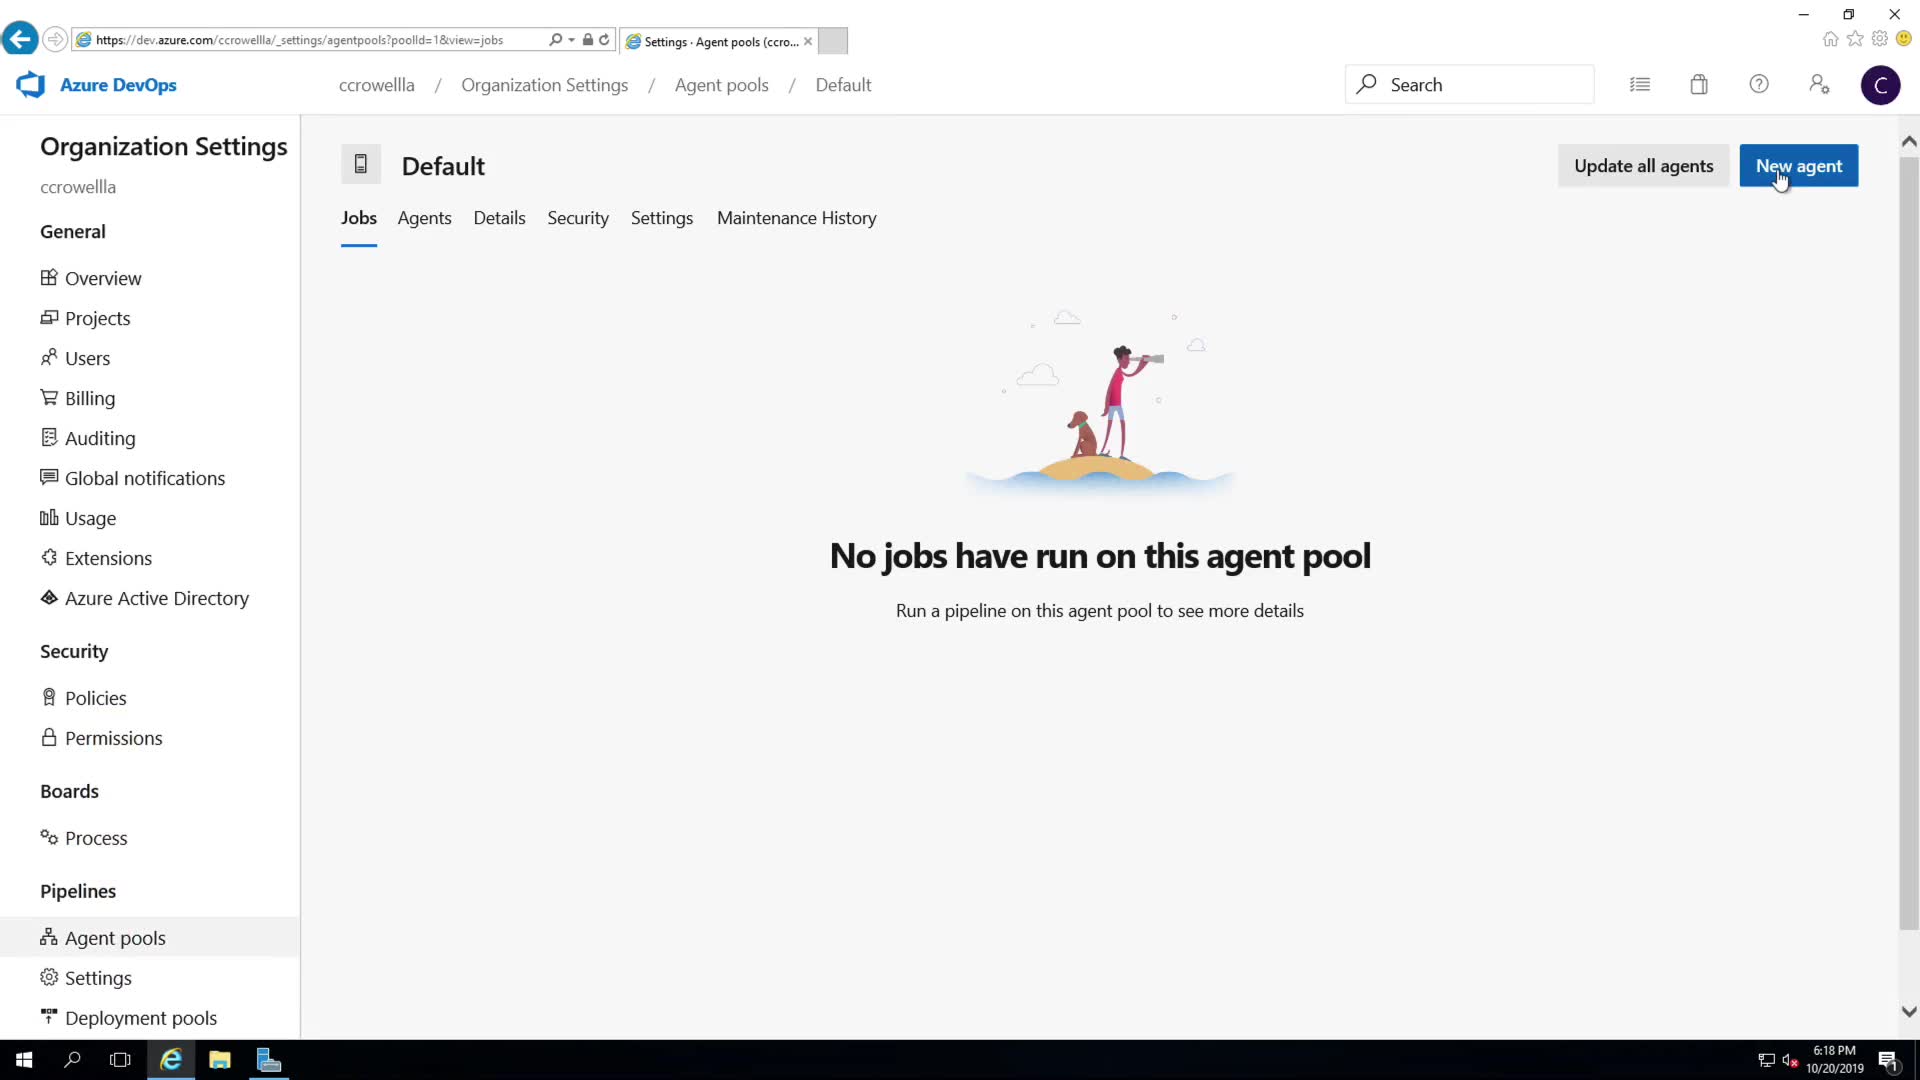 https://dev.azure.com/ccrowellla/_settings/agentpools?poolId=1&view=jobs
Settings - Agent pools (ccro...
Azure DevOps
ccrowellla / Organization Settings / Agent pools / Default
Search
C
Organization Settings
ccrowellla
General
Overview
Projects
Users
Billing
Auditing
Global notifications
Usage
Extensions
Azure Active Directory
Security
Policies
Permissions
Boards
Process
Pipelines
Agent pools
Settings
Deployment pools
Default
Update all agents
New agent
Jobs Agents Details Security Settings Maintenance History
No jobs have run on this agent pool
Run a pipeline on this agent pool to see more details
6:18 PM
10/20/2019
1